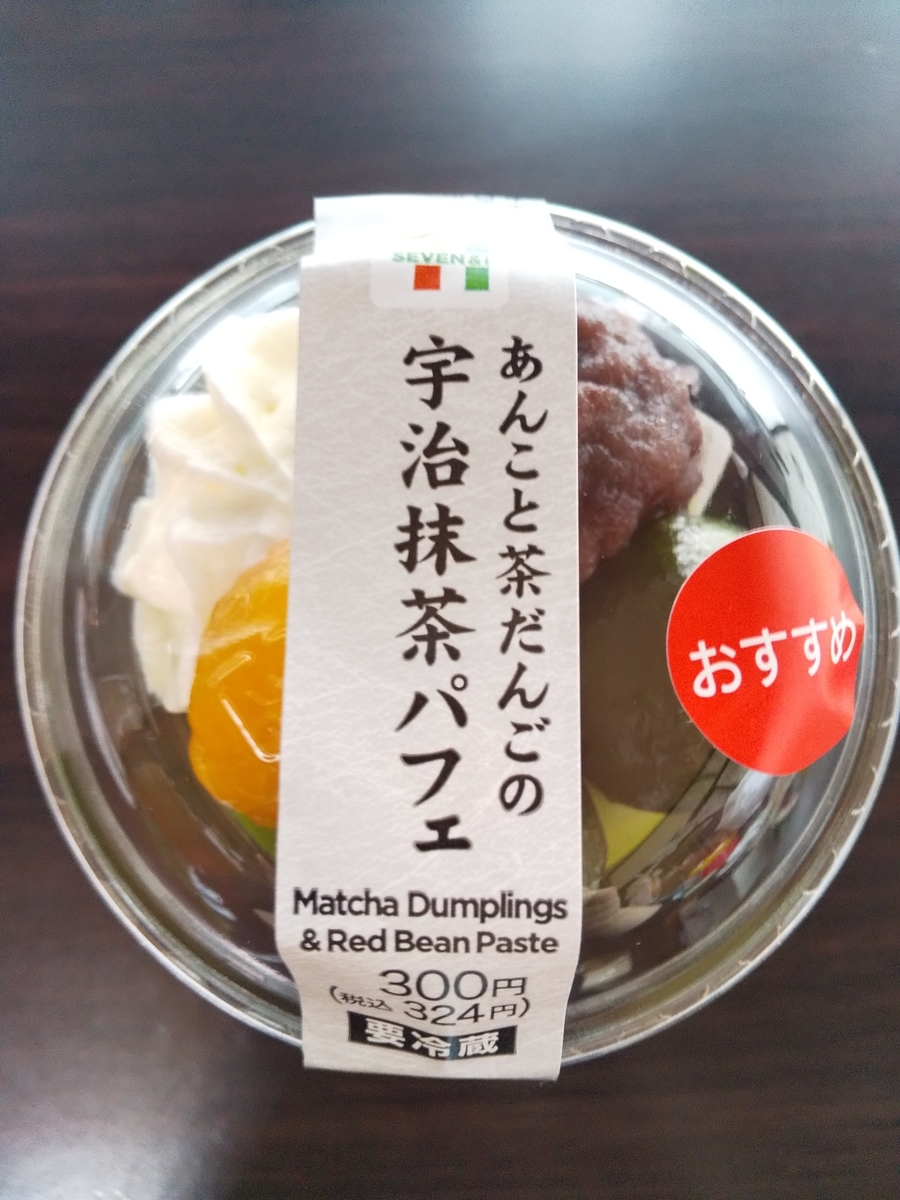 SEVEN&i
あんこと茶だんごの
宇治抹茶パフェ
おすすめ
Matcha Dumplings
& Red Bean Paste
300円
(税込 324円)
要冷蔵